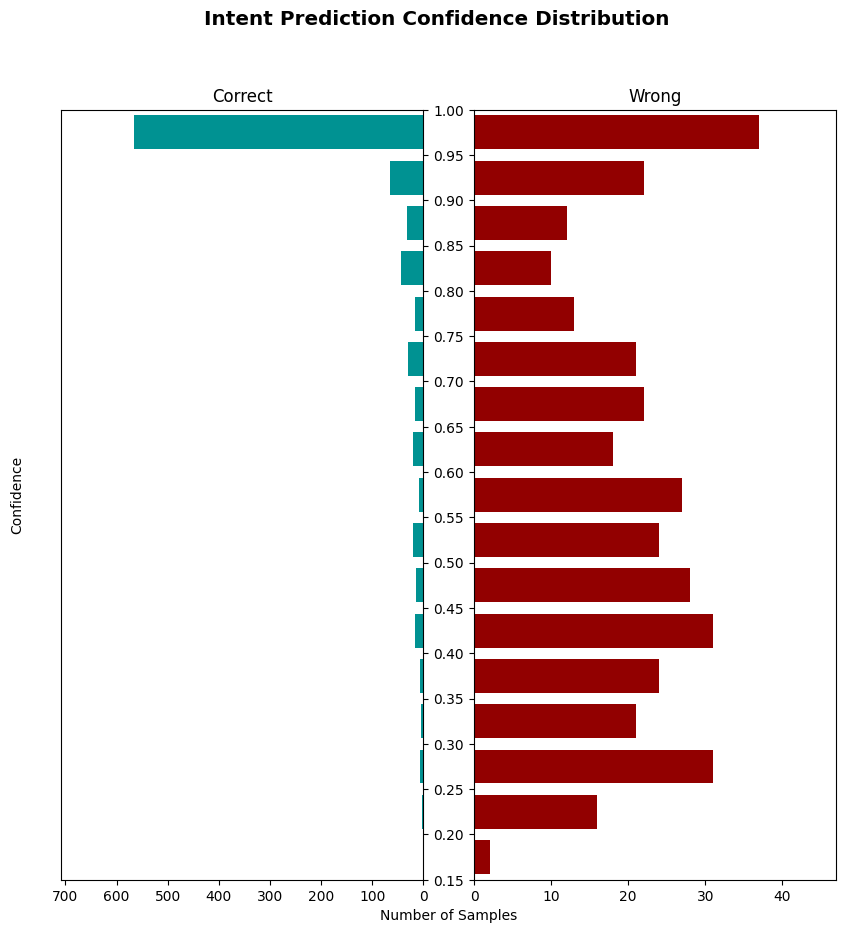 Intent Prediction Confidence Distribution
Correct
Wrong
1.00
0.95
0.90
0.85
0.80
0.75
0.70
0.65
0.60
0.55
0.50
0.45
0.40
0.35
0.30
0.25
0.20
0.15
Confidence
700 600 500 400 300 200 100 0
0 10 20 30 40
Number of Samples